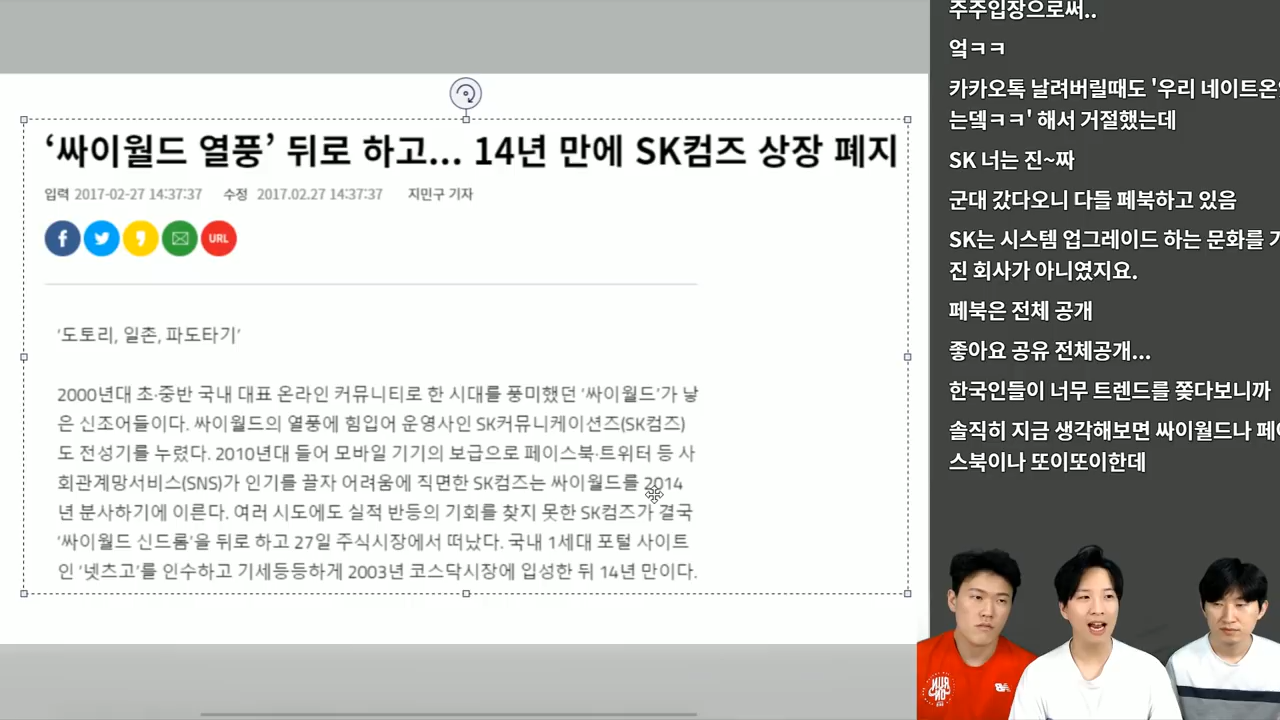 ‘싸이월드 열풍’ 뒤로 하고... 14년 만에 SK컴즈 상장 폐지
입력 2017-02-27 14:37:37 수정 2017.02.27 14:37:37 지민구 기자
URL
‘도토리, 일촌, 파도타기’
2000년대 초·중반 국내 대표 온라인 커뮤니티로 한 시대를 풍미했던 ‘싸이월드’가 낳
은 신조어들이다. 싸이월드의 열풍에 힘입어 운영사인 SK커뮤니케이션즈(SK컴즈)
도 전성기를 누렸다. 2010년대 들어 모바일 기기의 보급으로 페이스북·트위터 등 사
회관계망서비스(SNS)가 인기를 끌자 어려움에 직면한 SK컴즈는 싸이월드를 2014
년 분사하기에 이른다. 여러 시도에도 실적 반등의 기회를 찾지 못한 SK컴즈가 결국
‘싸이월드 신드롬’을 뒤로 하고 27일 주식시장에서 떠났다. 국내 1세대 포털 사이트
인 ‘넷츠고’를 인수하고 기세등등하게 2003년 코스닥시장에 입성한 뒤 14년 만이다.
주주입장으로써..
엌ㅋㅋ
카카오톡 날려버릴때도 '우리 네이트온
는뎈ㅋㅋ' 해서 거절했는데
SK 너는 진~짜
군대 갔다오니 다들 페북하고 있음
SK는 시스템 업그레이드 하는 문화를
진 회사가 아니였지요.
페북은 전체 공개
좋아요 공유 전체공개...
한국인들이 너무 트렌드를 쫒다보니까
솔직히 지금 생각해보면 싸이월드나 페이
스북이나 또이또이한데